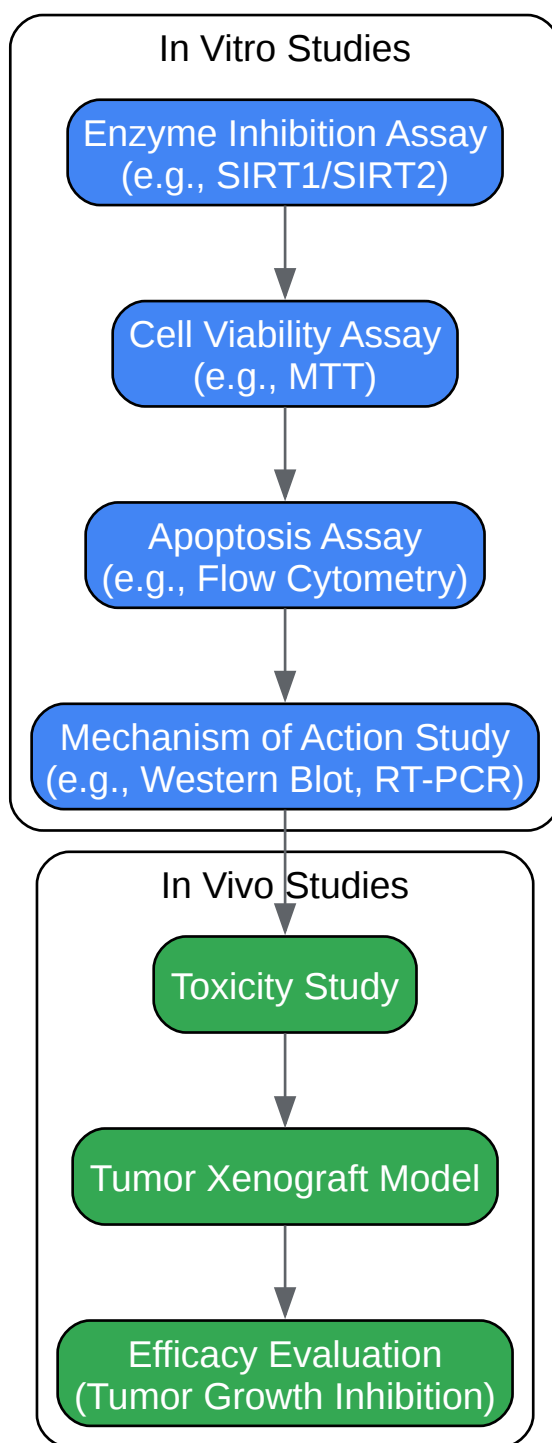 In Vitro Studies
Enzyme Inhibition Assay
(e.g., SIRT1/SIRT2)
Cell Viability Assay
(e.g., MTT)
Apoptosis Assay
(e.g., Flow Cytometry)
Mechanism of Action Study
(e.g., Western Blot, RT-PCR)
In Vivo Studies
Toxicity Study
Tumor Xenograft Model
Efficacy Evaluation
(Tumor Growth Inhibition)